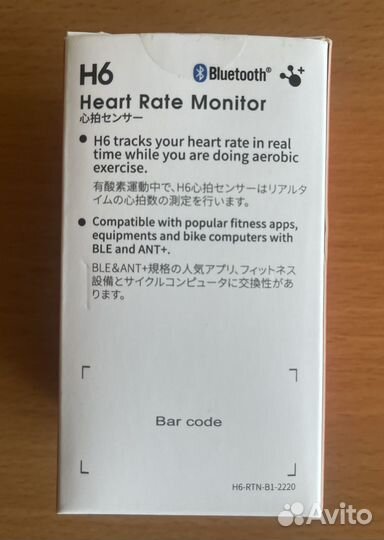 H6 Bluetooth®
Heart Rate Monitor
心拍センサー
● H6 tracks your heart rate in real
time while you are doing aerobic
exercise.
有酸素運動中で、H6心拍センサーはリアルタ
イムの心拍数の測定を行います。
● Compatible with popular fitness apps,
equipments and bike computers with
BLE and ANT+.
BLE&ANT+規格の人気アプリ、フィットネス
設備とサイクルコンピュータに交換性があ
ります。
Bar code
H6-RTN-B1-2220
Avito